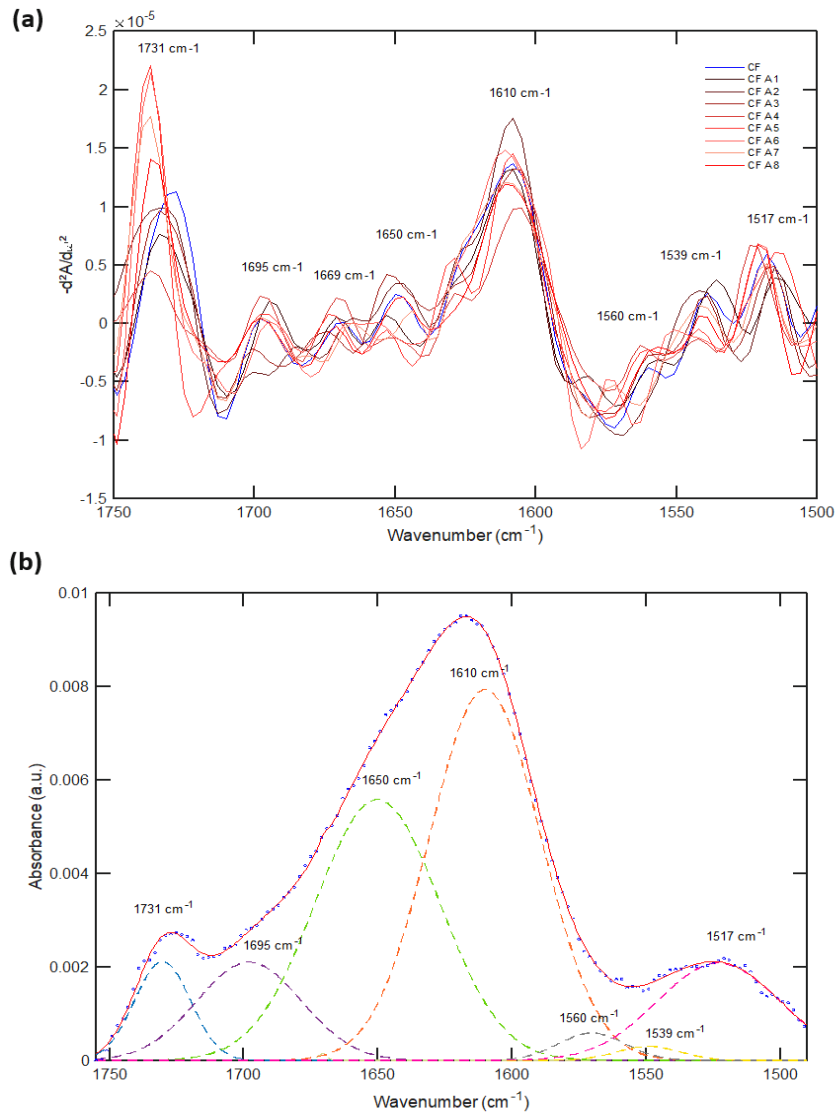 (a)
×10⁻⁵
2.5
2
1.5
1
0.5
0
-0.5
-1
-1.5
1731 cm-1
1695 cm-1
1669 cm-1
1650 cm-1
1610 cm-1
1560 cm-1
1539 cm-1
1517 cm-1
CF
CF A1
CF A2
CF A3
CF A4
CF A5
CF A6
CF A7
CF A8
1750
1700
1650
1600
1550
1500
Wavenumber (cm⁻¹)
(b)
Absorbance (a.u.)
0.01
0.008
0.006
0.004
0.002
0
1731 cm⁻¹
1695 cm⁻¹
1650 cm⁻¹
1610 cm⁻¹
1560 cm⁻¹
1539 cm⁻¹
1517 cm⁻¹
1750
1700
1650
1600
1550
1500
Wavenumber (cm⁻¹)